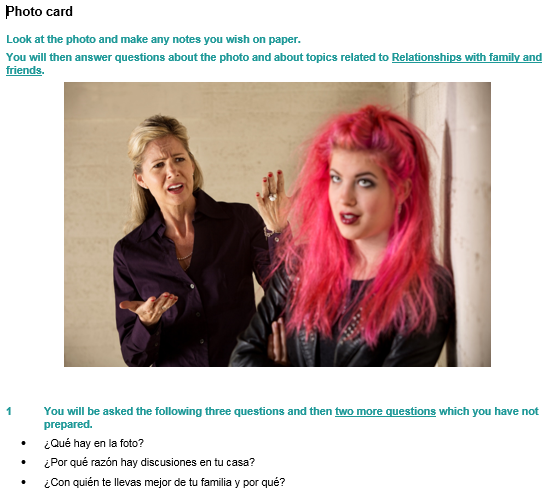 Photo card
Look at the photo and make any notes you wish on paper.
You will then answer questions about the photo and about topics related to Relationships with family and
friends.
1 You will be asked the following three questions and then two more questions which you have not
prepared.
• ¿Qué hay en la foto?
• ¿Por qué razón hay discusiones en tu casa?
• ¿Con quién te llevas mejor de tu familia y por qué?